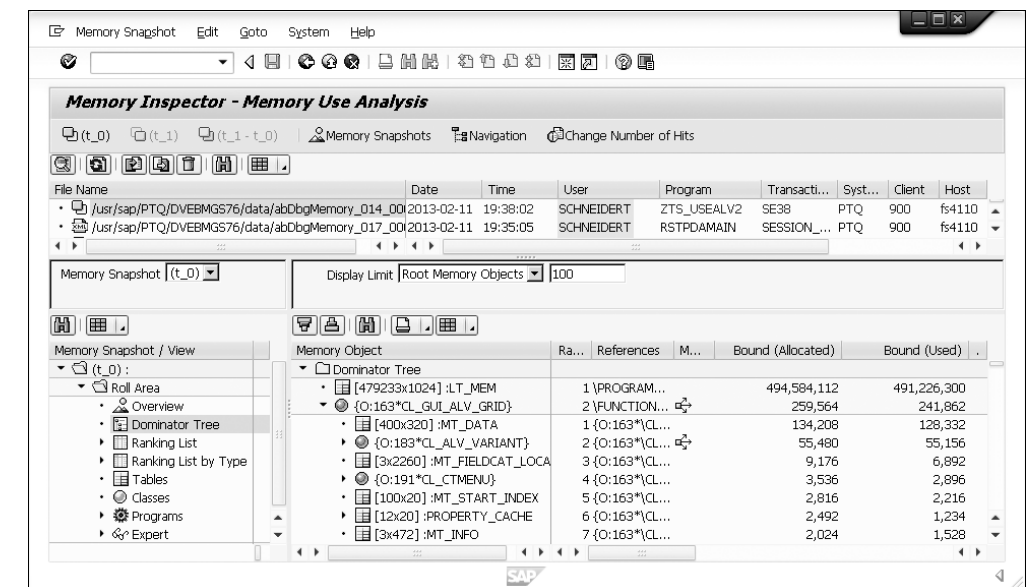 Memory Snapshot Edit Goto System Help
Memory Inspector - Memory Use Analysis
(t_0) (t_1) (t_1 - t_0) Memory Snapshots Navigation Change Number of Hits
File Name Date Time User Program Transacti... Syst... Client Host
/usr/sap/PTQ/DVEBMGS76/data/abDbgMemory_014_00 2013-02-11 19:38:02 SCHNEIDERT ZTS_USEALV2 SE38 PTQ 900 fs4110
/usr/sap/PTQ/DVEBMGS76/data/abDbgMemory_017_00 2013-02-11 19:35:05 SCHNEIDERT RSTPDAMAIN SESSION_... PTQ 900 fs4110
Memory Snapshot (t_0) Display Limit Root Memory Objects 100
Memory Snapshot / View Memory Object Ra... References M... Bound (Allocated) Bound (Used) .
(t_0) : Dominator Tree
Roll Area [479233x1024] :LT_MEM 1 \PROGRAM... 494,584,112 491,226,300
Overview {O:163*CL_GUI_ALV_GRID} 2 \FUNCTION... 259,564 241,862
Dominator Tree [400x320] :MT_DATA 1 {O:163*\CL... 134,208 128,332
Ranking List {O:183*CL_ALV_VARIANT} 2 {O:163*\CL... 55,480 55,156
Ranking List by Type [3x2260] :MT_FIELDCAT_LOCA 3 {O:163*\CL... 9,176 6,892
Tables {O:191*CL_CTMENU} 4 {O:163*\CL... 3,536 2,896
Classes [100x20] :MT_START_INDEX 5 {O:163*\CL... 2,816 2,216
Programs [12x20] :PROPERTY_CACHE 6 {O:163*\CL... 2,492 1,234
Expert [3x472] :MT_INFO 7 {O:163*\CL... 2,024 1,528
SAP